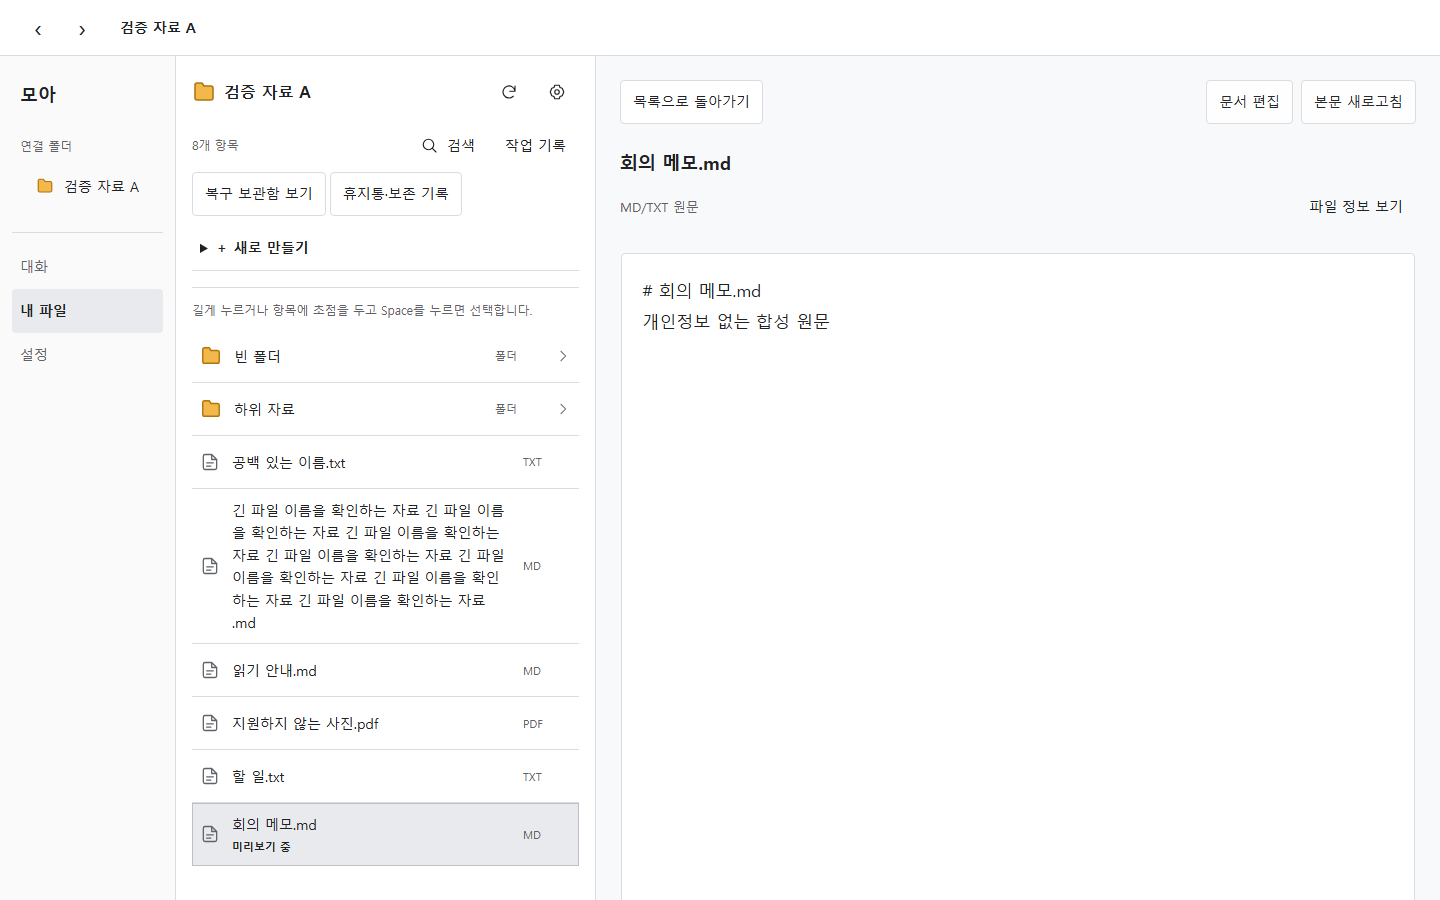 검증 자료 A
모아
연결 폴더
검증 자료 A
대화
내 파일
설정
검증 자료 A
8개 항목
검색
작업 기록
복구 보관함 보기
휴지통·보존 기록
+ 새로 만들기
길게 누르거나 항목에 초점을 두고 Space를 누르면 선택합니다.
빈 폴더 폴더
하위 자료 폴더
공백 있는 이름.txt TXT
긴 파일 이름을 확인하는 자료 긴 파일 이름
을 확인하는 자료 긴 파일 이름을 확인하는
자료 긴 파일 이름을 확인하는 자료 긴 파일
이름을 확인하는 자료 긴 파일 이름을 확인
하는 자료 긴 파일 이름을 확인하는 자료
.md
MD
읽기 안내.md MD
지원하지 않는 사진.pdf PDF
할 일.txt TXT
회의 메모.md MD
미리보기 중
목록으로 돌아가기
문서 편집
본문 새로고침
회의 메모.md
MD/TXT 원문
파일 정보 보기
# 회의 메모.md
개인정보 없는 합성 원문